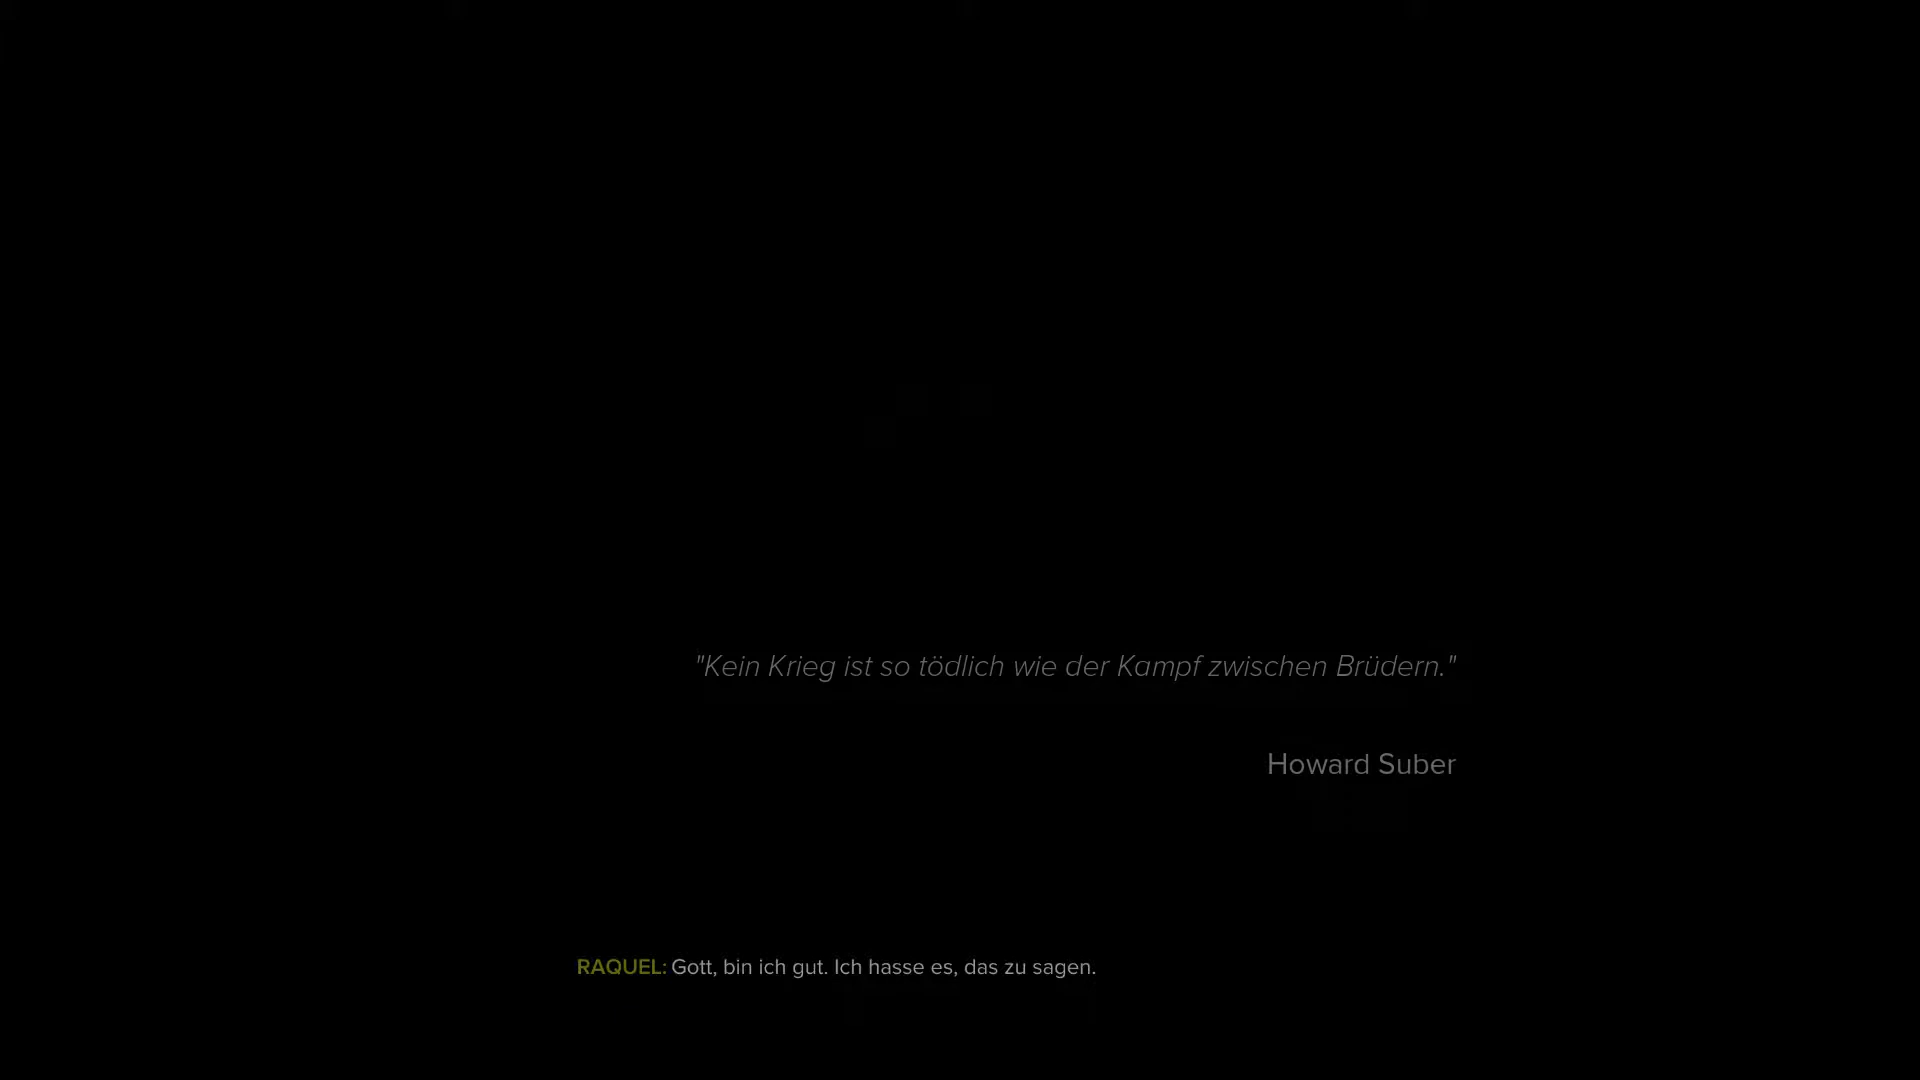 "Kein Krieg ist so tödlich wie der Kampf zwischen Brüdern."
Howard Suber
RAQUEL: Gott, bin ich gut. Ich hasse es, das zu sagen.